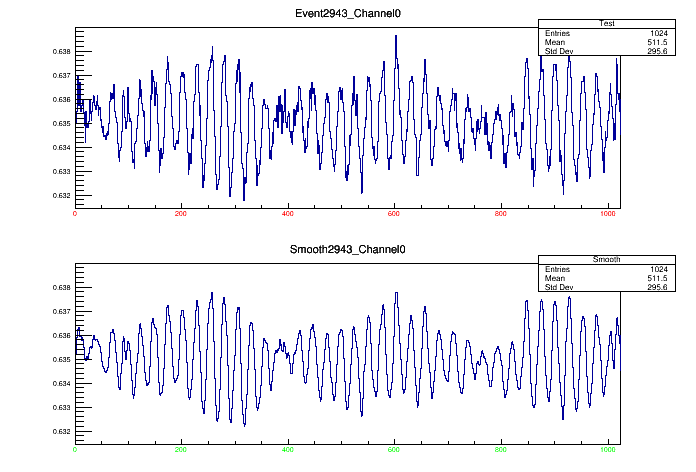 Event2943_Channel0
Test
Entries 1024
Mean 511.5
Std Dev 295.6
0.638
0.637
0.636
0.635
0.634
0.633
0.632
0 200 400 600 800 1000
Smooth2943_Channel0
Smooth
Entries 1024
Mean 511.5
Std Dev 295.6
0.638
0.637
0.636
0.635
0.634
0.633
0.632
0 200 400 600 800 1000